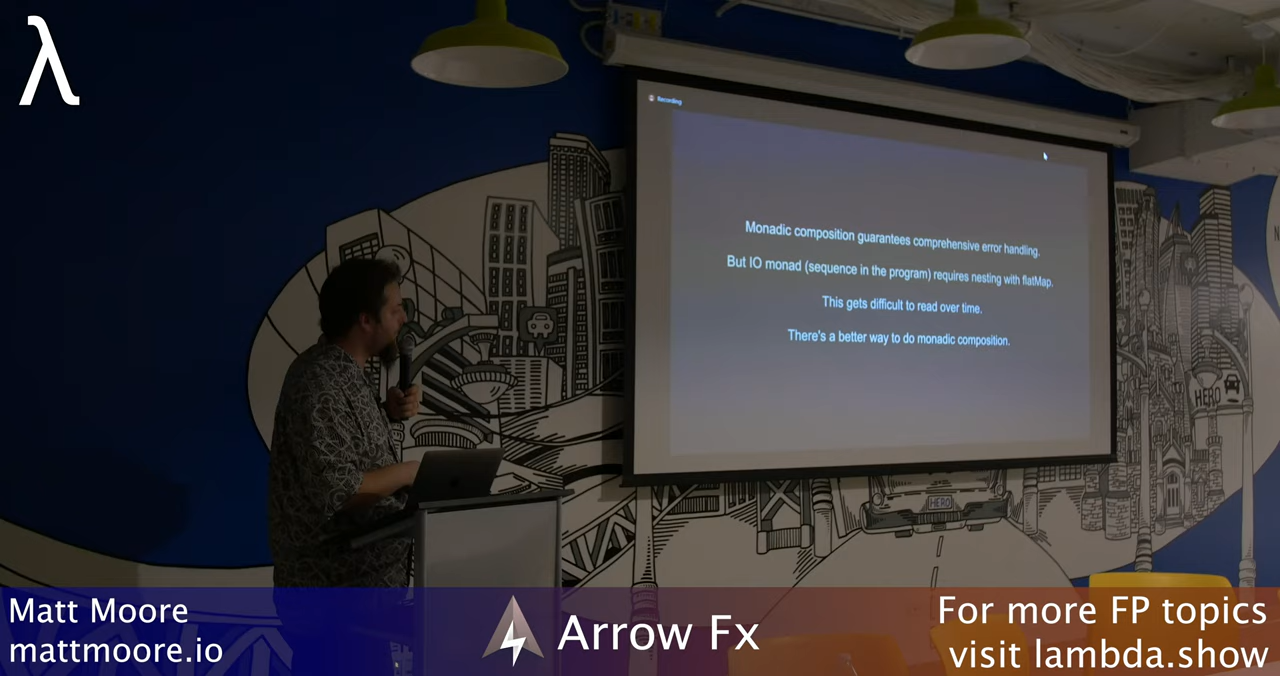 λ
Recording
Monadic composition guarantees comprehensive error handling.
But IO monad (sequence in the program) requires nesting with flatMap.
This gets difficult to read over time.
There's a better way to do monadic composition.
HERO
HERO
Matt Moore
mattmoore.io
Arrow Fx
For more FP topics
visit lambda.show